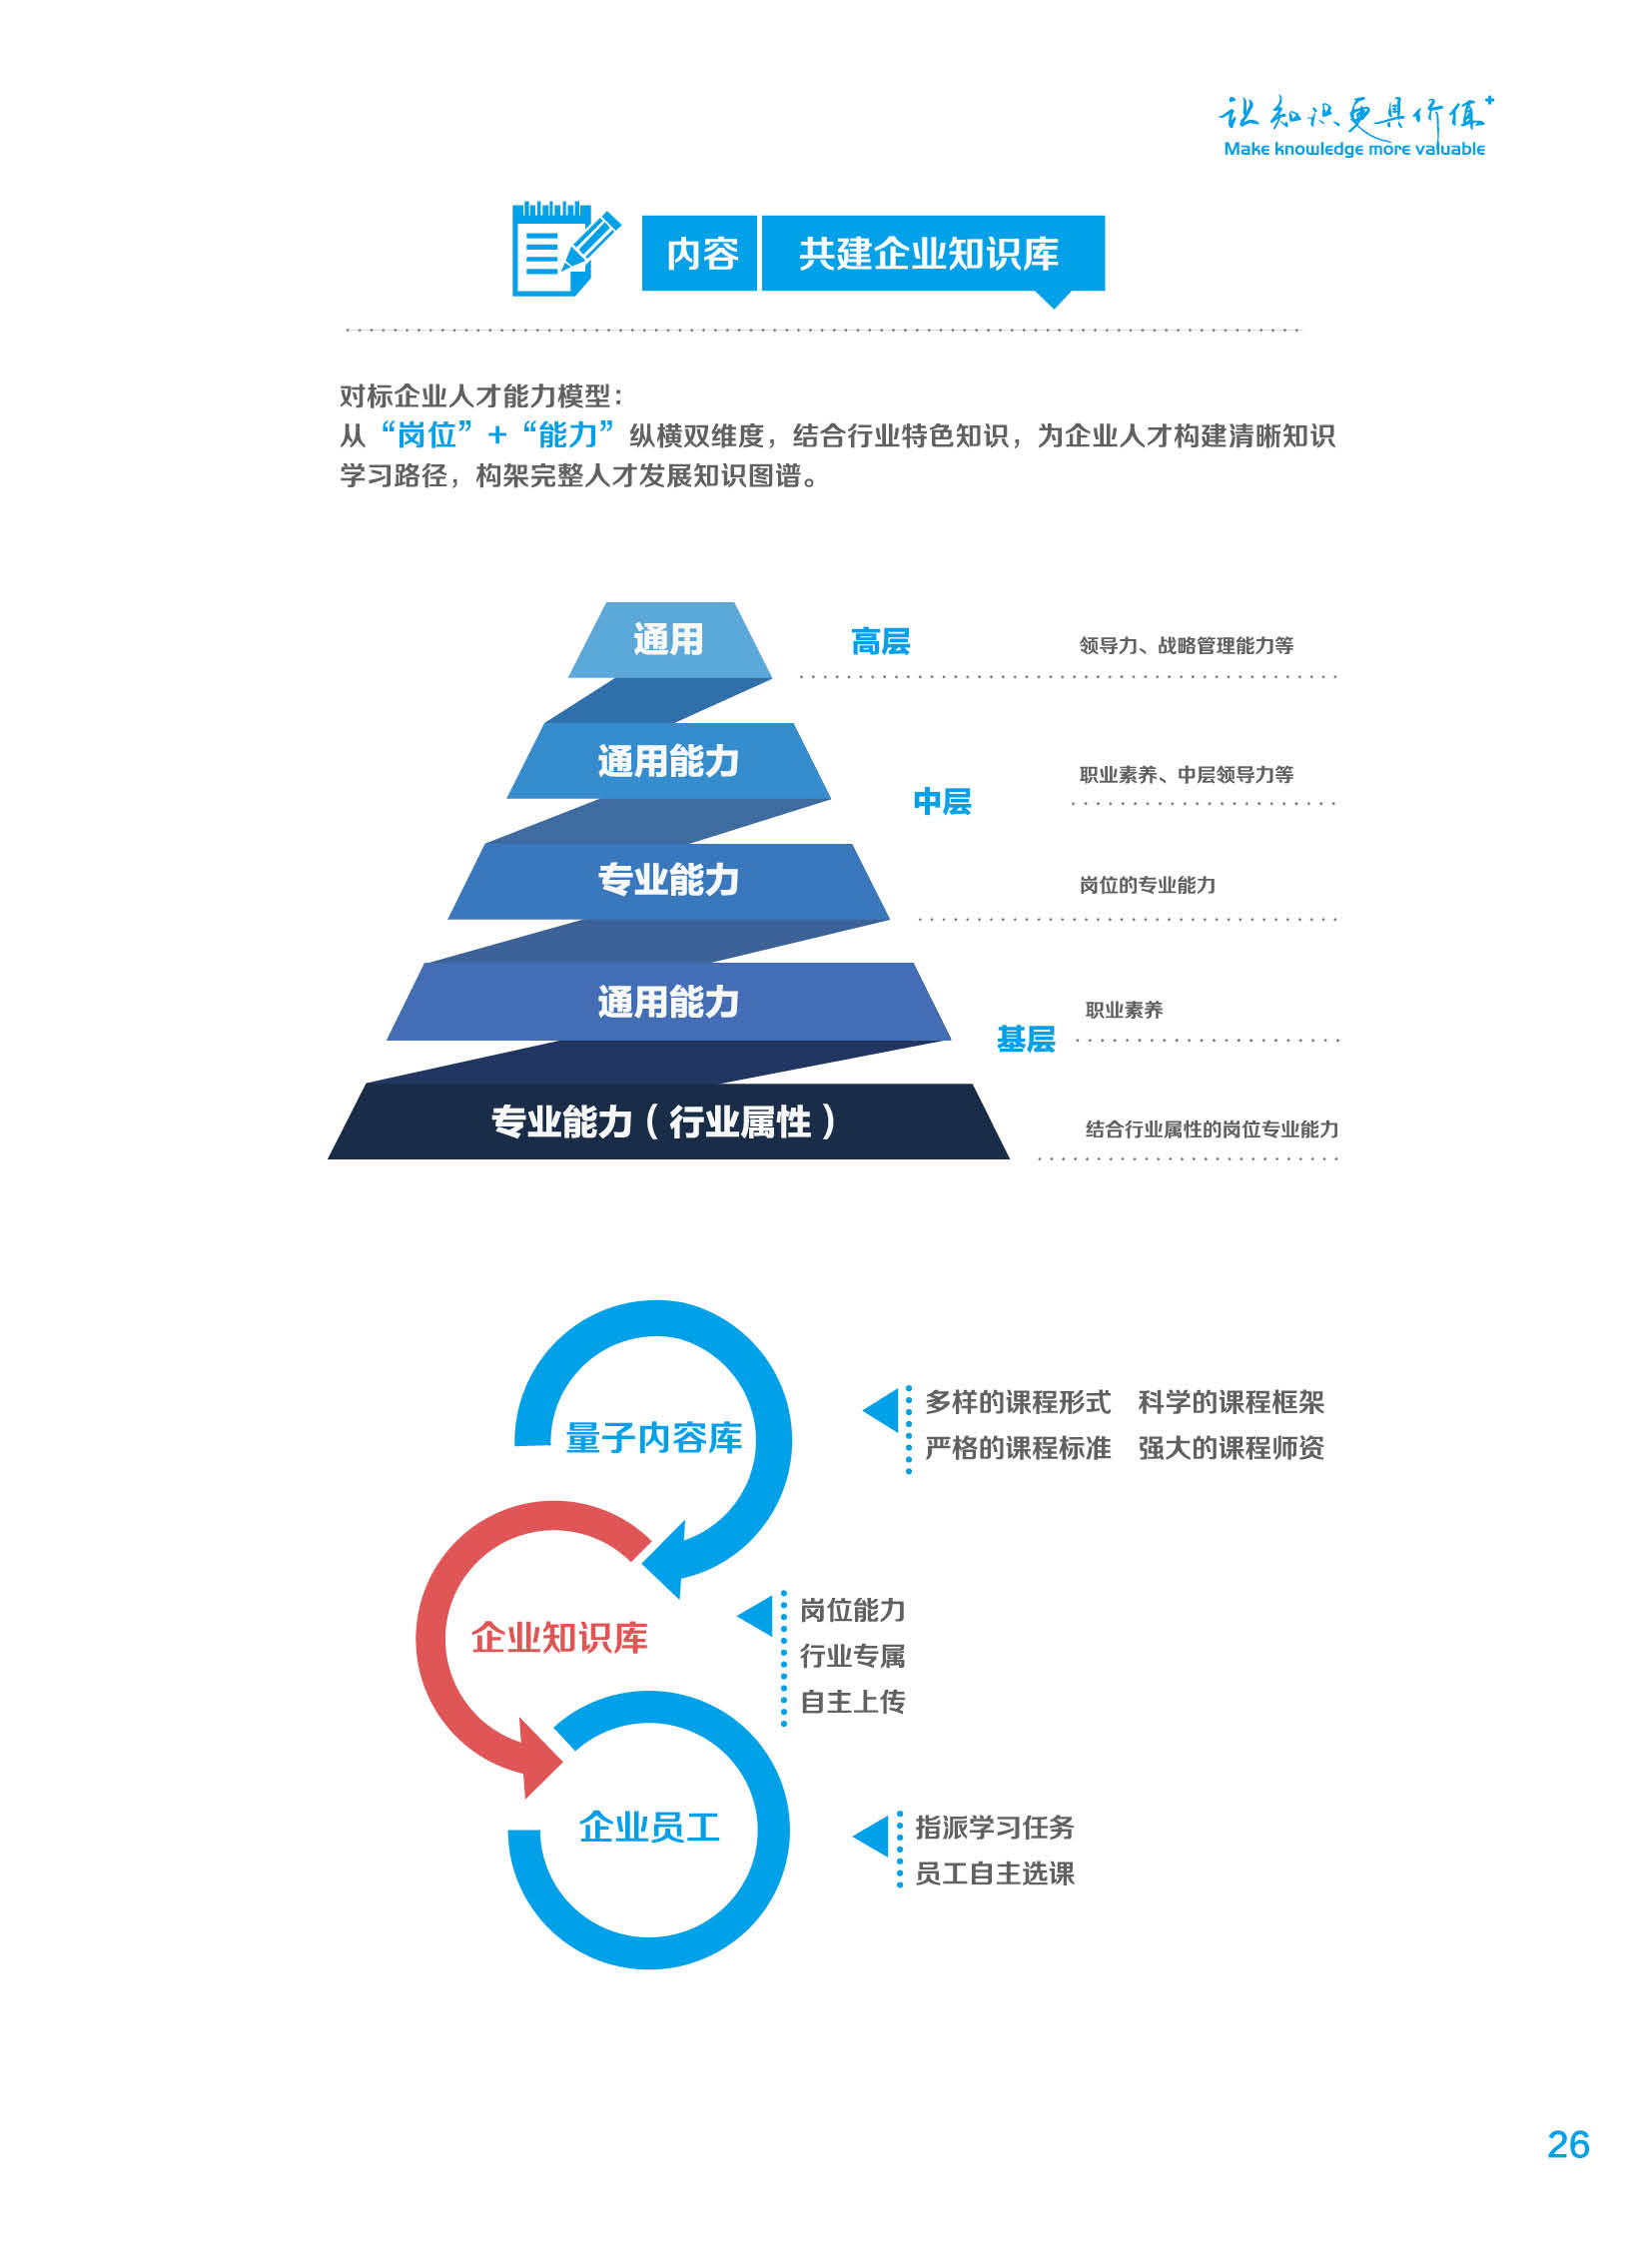 让知识更具价值+
Make knowledge more valuable
内容 共建企业知识库
对标企业人才能力模型：
从“岗位”+“能力”纵横双维度，结合行业特色知识，为企业人才构建清晰知识
学习路径，构架完整人才发展知识图谱。
通用 高层 领导力、战略管理能力等
通用能力 职业素养、中层领导力等
中层
专业能力 岗位的专业能力
通用能力 职业素养
基层
专业能力（行业属性） 结合行业属性的岗位专业能力
量子内容库
多样的课程形式 科学的课程框架
严格的课程标准 强大的课程师资
企业知识库
岗位能力
行业专属
自主上传
企业员工
指派学习任务
员工自主选课
26